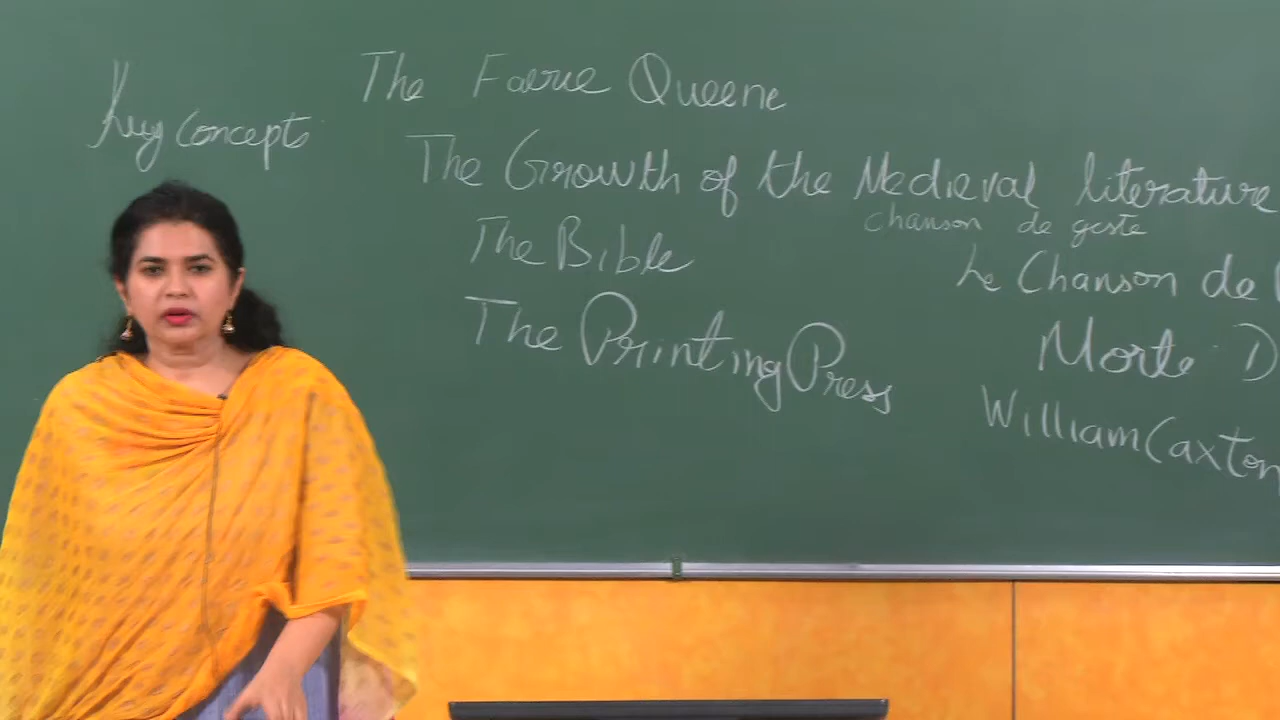 Key Concepts
The Faerie Queene
The Growth of the Medieval literature
chanson de geste
The Bible
Le Chanson de
The Printing Press
Morte D
William Caxton